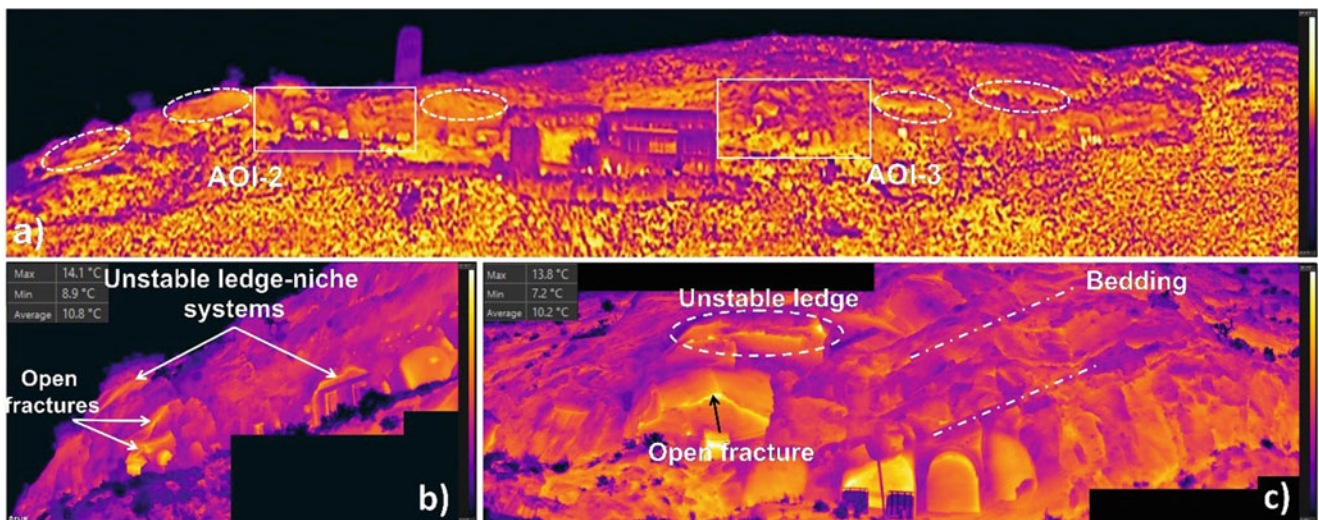 AOI-2
AOI-3
a)
Max 14.1 °C
Min 8.9 °C
Average 10.8 °C
Unstable ledge-niche
systems
Open
fractures
b)
Max 13.8 °C
Min 7.2 °C
Average 10.2 °C
Unstable ledge
Bedding
Open fracture
c)